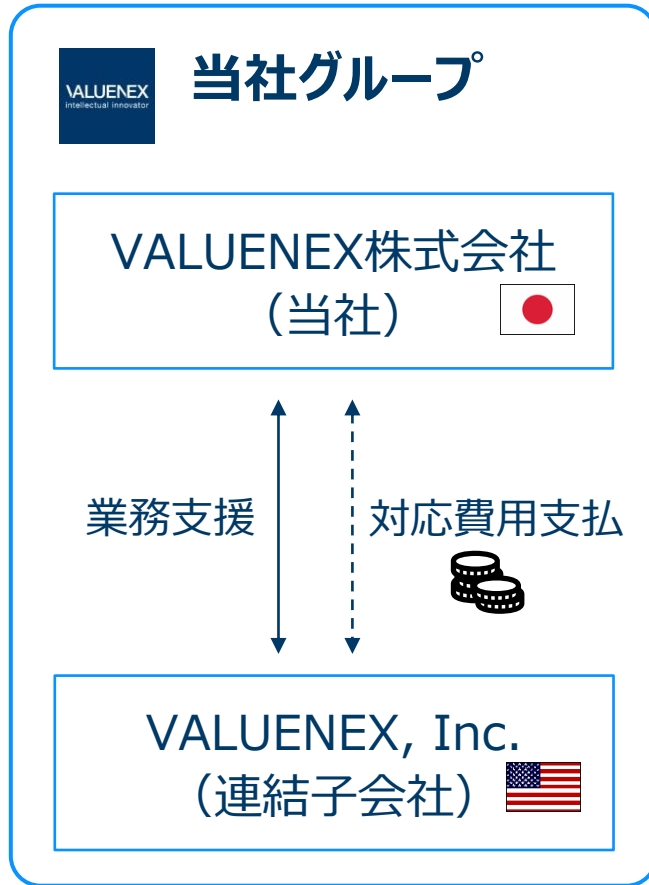 VALUENEX
intellectual innovator
当社グループ
VALUENEX株式会社
（当社）
業務支援
対応費用支払
VALUENEX, Inc.
（連結子会社）